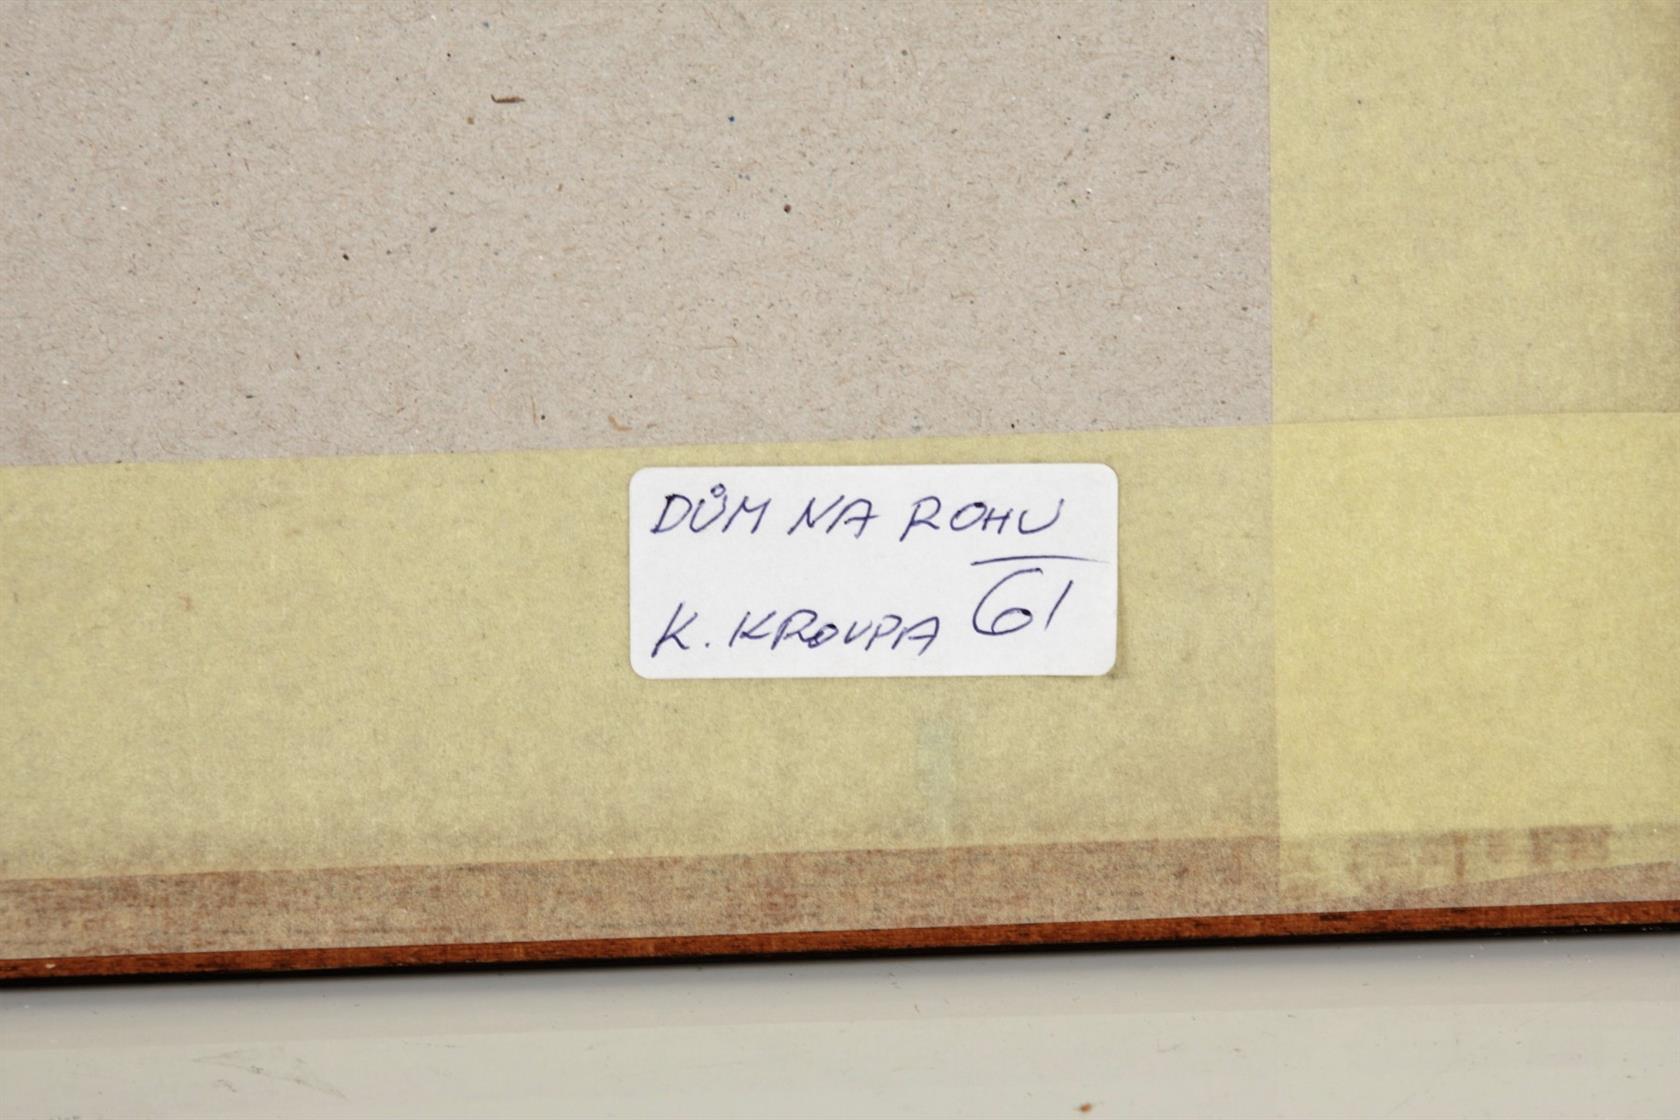 DŮM NA ROHU
K. KROUPA 61